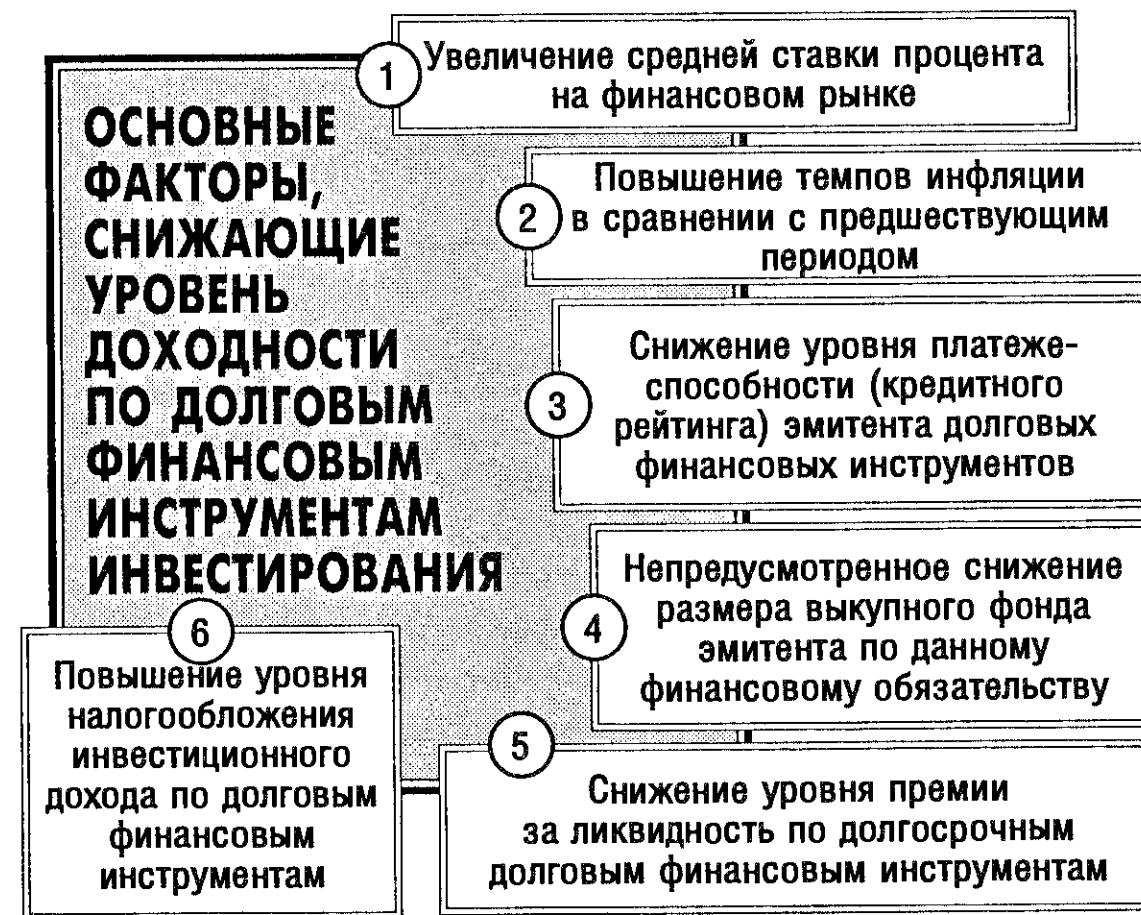 ОСНОВНЫЕ
ФАКТОРЫ,
СНИЖАЮЩИЕ
УРОВЕНЬ
ДОХОДНОСТИ
ПО ДОЛГОВЫМ
ФИНАНСОВЫМ
ИНСТРУМЕНТАМ
ИНВЕСТИРОВАНИЯ
1
Увеличение средней ставки процента
на финансовом рынке
2
Повышение темпов инфляции
в сравнении с предшествующим
периодом
3
Снижение уровня платеже-
способности (кредитного
рейтинга) эмитента долговых
финансовых инструментов
4
Непредусмотренное снижение
размера выкупного фонда
эмитента по данному
финансовому обязательству
5
Снижение уровня премии
за ликвидность по долгосрочным
долговым финансовым инструментам
6
Повышение уровня
налогообложения
инвестиционного
дохода по долговым
финансовым
инструментам